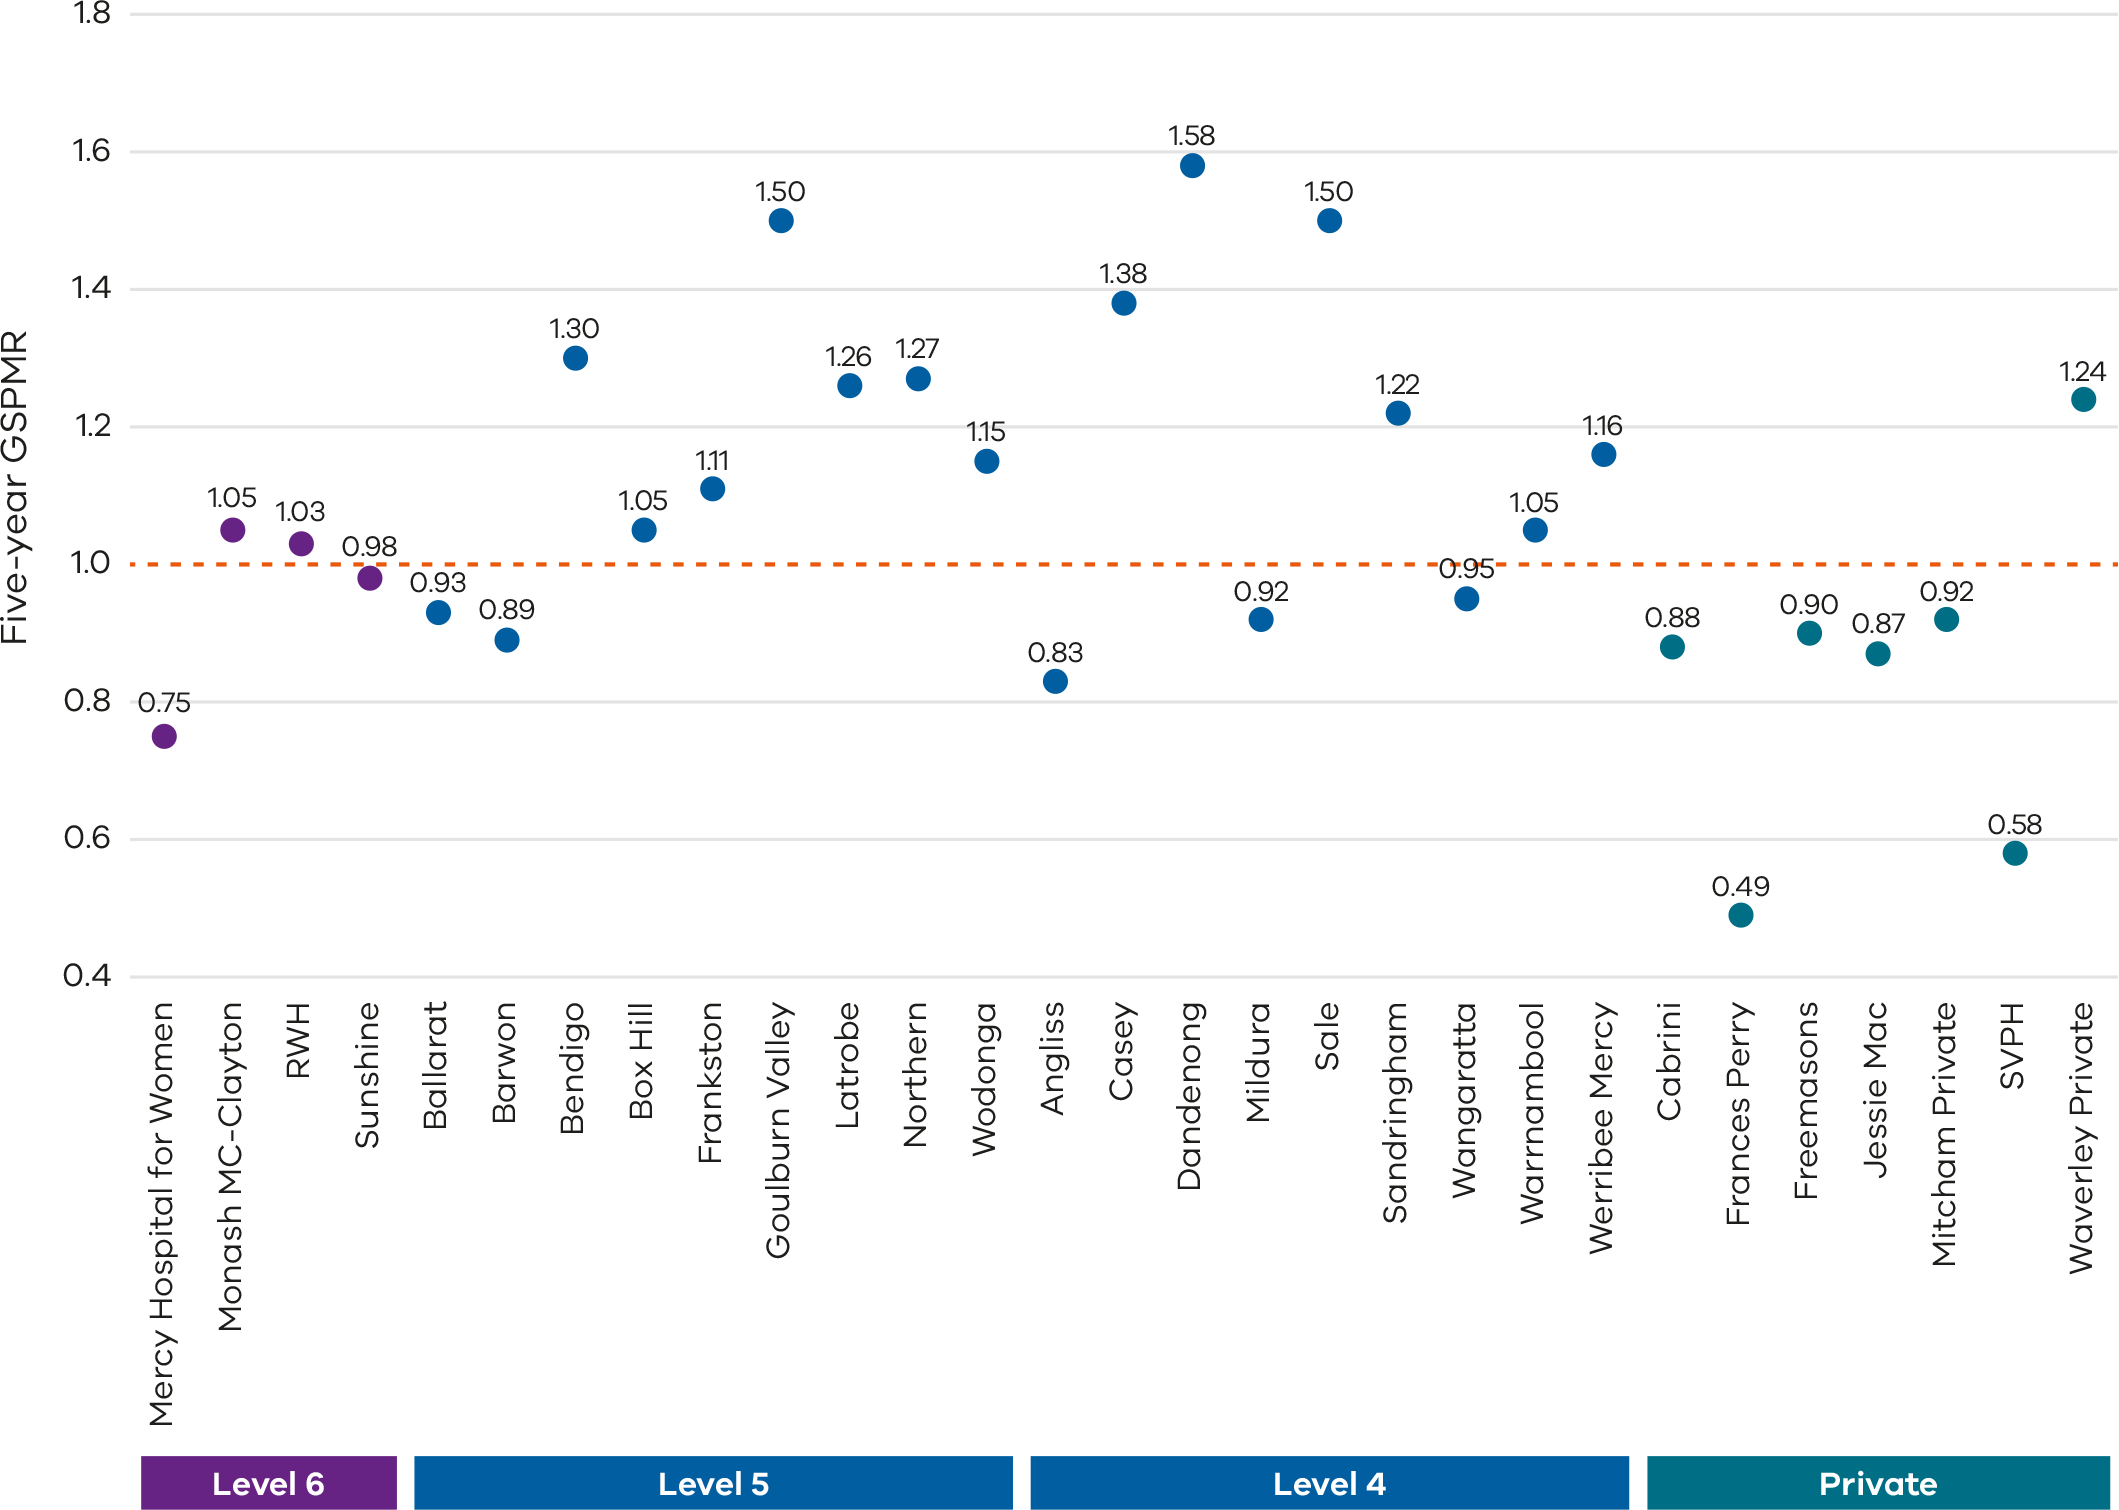 Five-year GSPMR
1.8
1.6
1.4
1.2
1.0
0.8
0.6
0.4
0.75
1.05
1.03
0.98
0.93
0.89
1.30
1.05
1.11
1.50
1.26
1.27
1.15
0.83
1.38
1.58
0.92
1.50
1.22
0.95
1.05
1.16
0.88
0.49
0.90
0.87
0.92
0.58
1.24
Mercy Hospital for Women
Monash MC-Clayton
RWH
Sunshine
Ballarat
Barwon
Bendigo
Box Hill
Frankston
Goulburn Valley
Latrobe
Northern
Wodonga
Angliss
Casey
Dandenong
Mildura
Sale
Sandringham
Wangaratta
Warrnambool
Werribee Mercy
Cabrini
Frances Perry
Freemasons
Jessie Mac
Mitcham Private
SVPH
Waverley Private
Level 6
Level 5
Level 4
Private